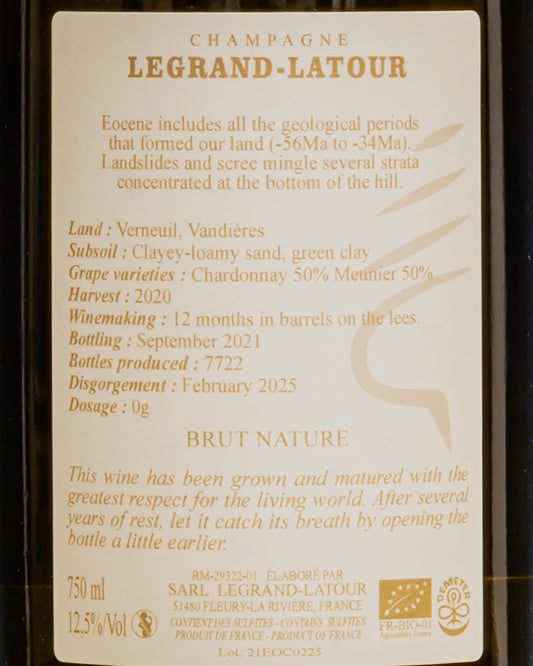 CHAMPAGNE
LEGRAND-LATOUR
Eocene includes all the geological periods
that formed our land (-56Ma to -34Ma).
Landslides and scree mingle several strata
concentrated at the bottom of the hill.
Land : Verneuil, Vandières
Subsoil : Clayey-loamy sand, green clay
Grape varieties : Chardonnay 50% Meunier 50%
Harvest : 2020
Winemaking : 12 months in barrels on the lees.
Bottling : September 2021
Bottles produced : 7722
Disgorgement : February 2025
Dosage : 0g
BRUT NATURE
This wine has been grown and matured with the
greatest respect for the living world. After several
years of rest, let it catch its breath by opening the
bottle a little earlier.
750 ml
12.5%/Vol
RM-29322-01 ÉLABORÉ PAR
SARL LEGRAND-LATOUR
51480 FLEURY-LA RIVIÈRE, FRANCE
CONTIENT DES SULFITES - CONTAINS SULFITES
PRODUIT DE FRANCE - PRODUCT OF FRANCE
Lot: 21EOC0225
FR-BIO-01
Agriculture France
DEMETER